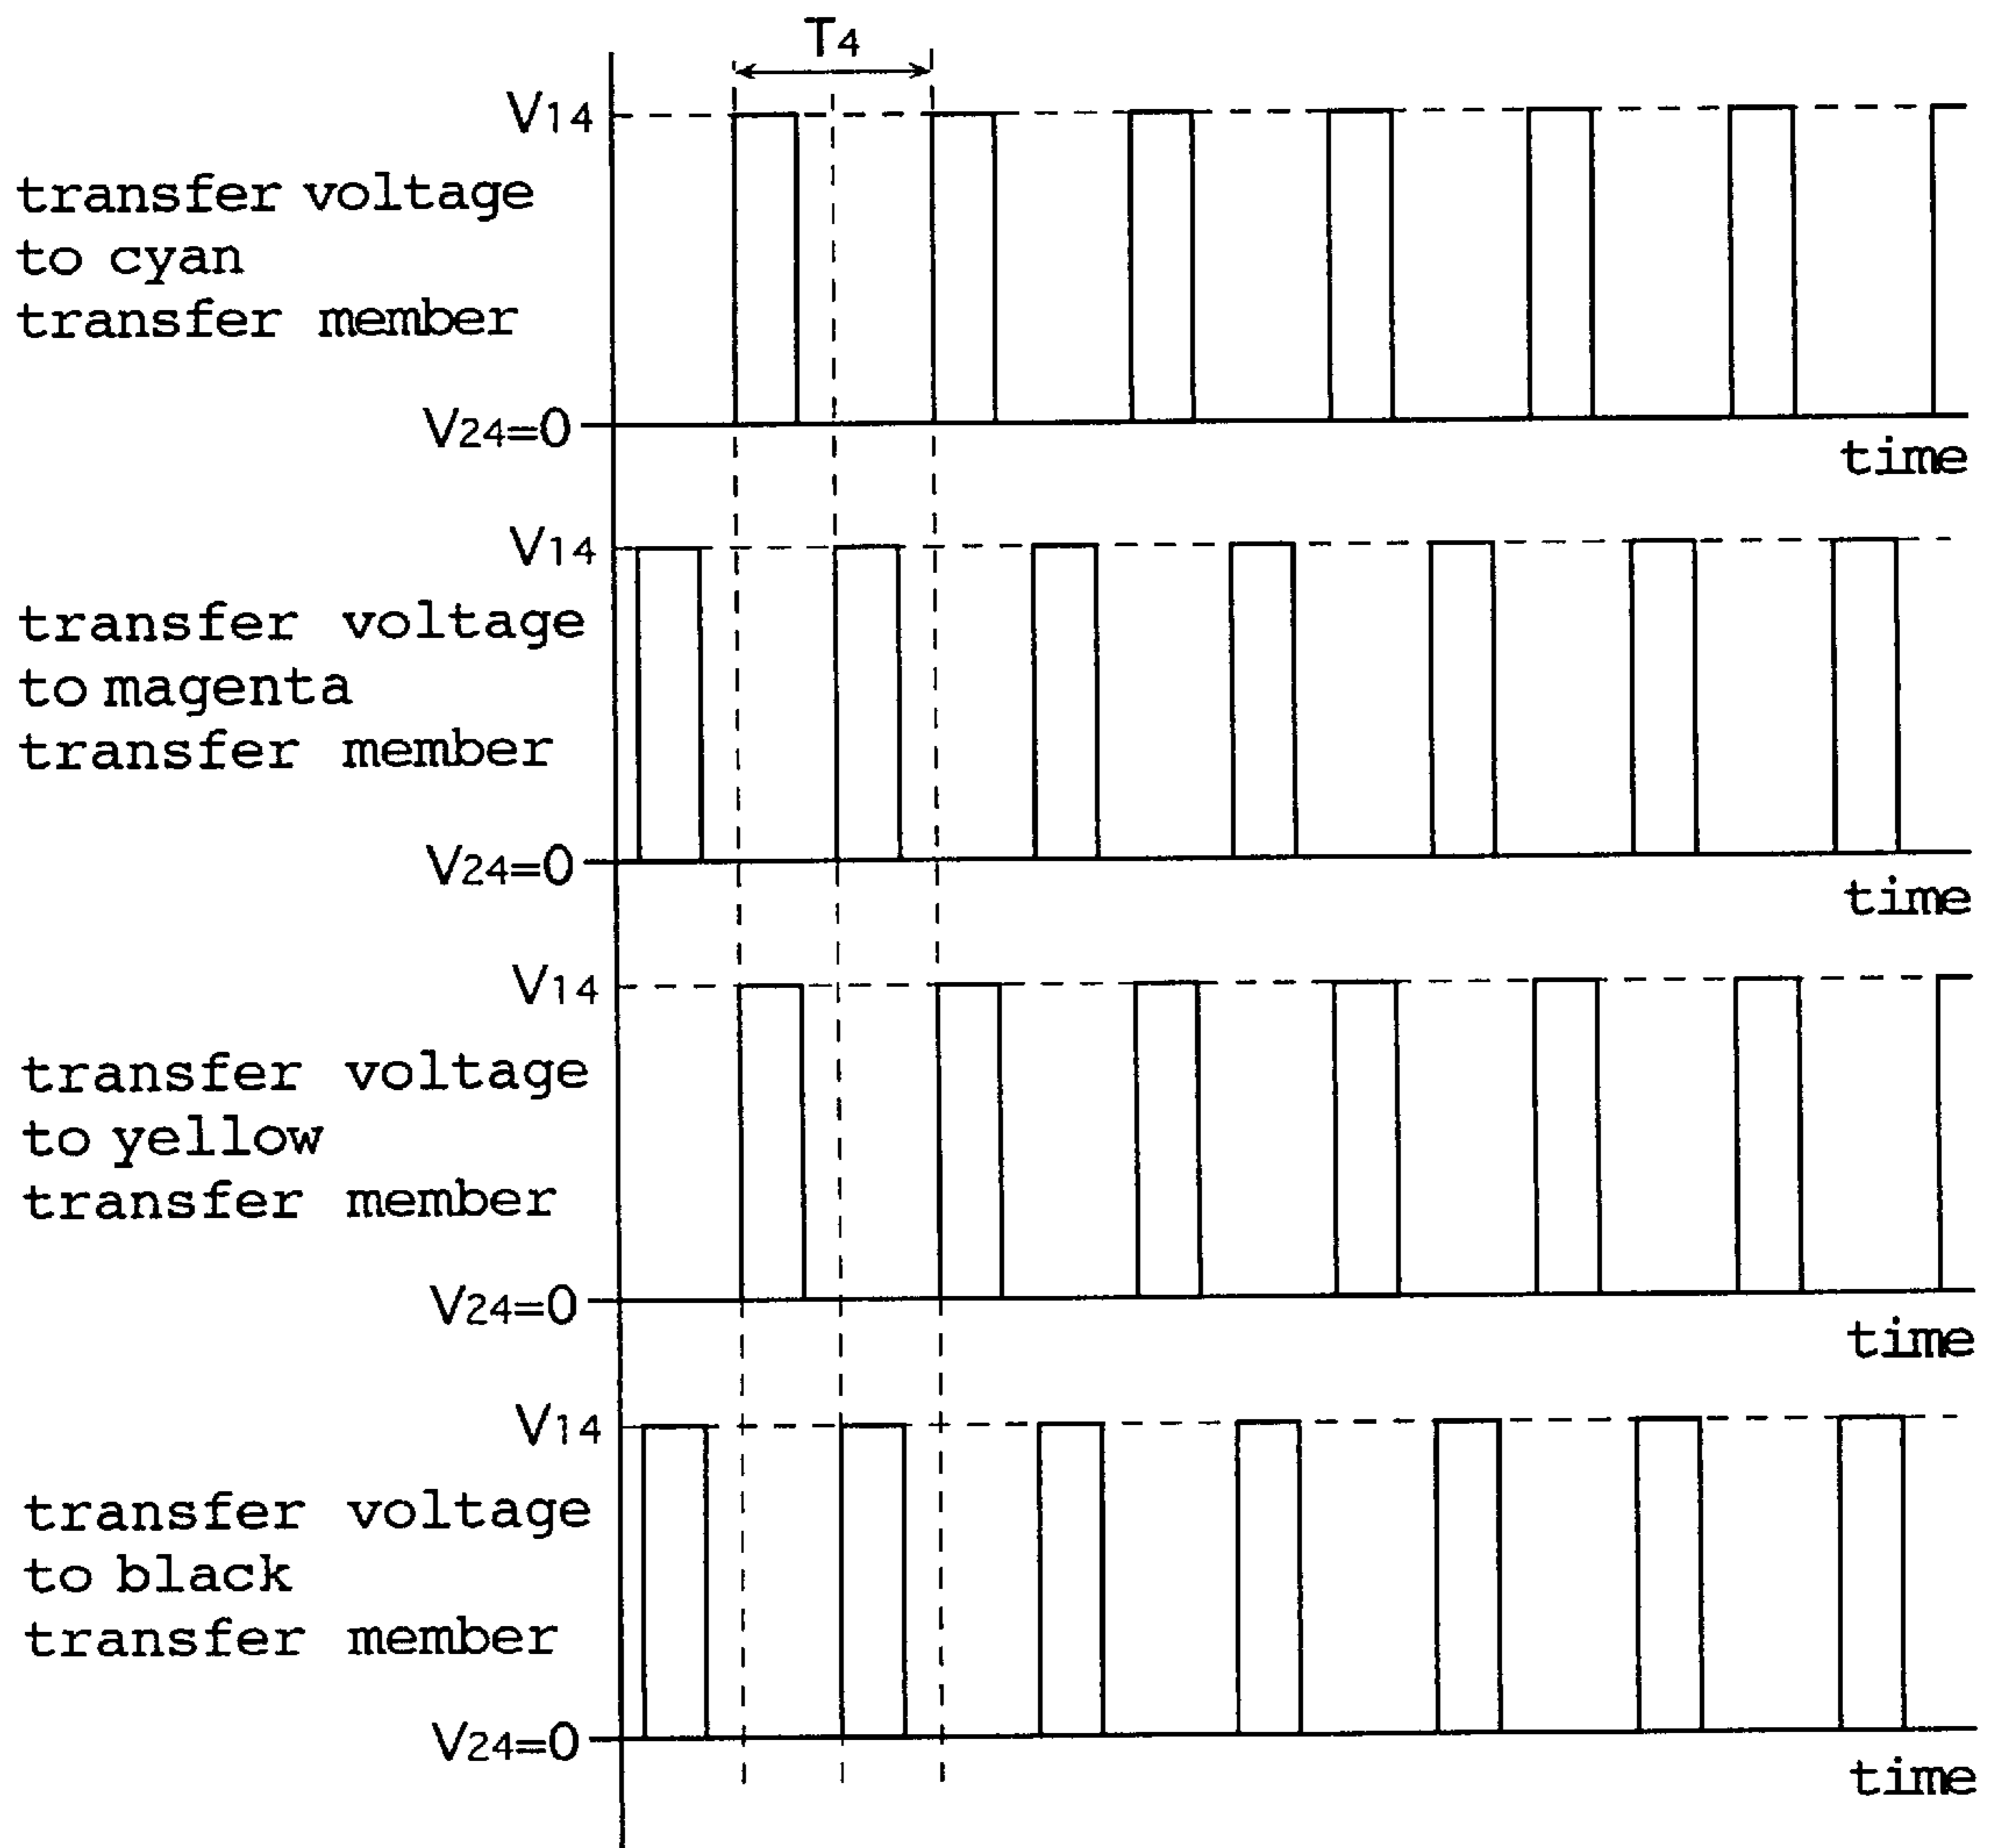 T4
V14
transfer voltage
to cyan
transfer member
V24=0
time
V14
transfer voltage
to magenta
transfer member
V24=0
time
V14
transfer voltage
to yellow
transfer member
V24=0
time
V14
transfer voltage
to black
transfer member
V24=0
time